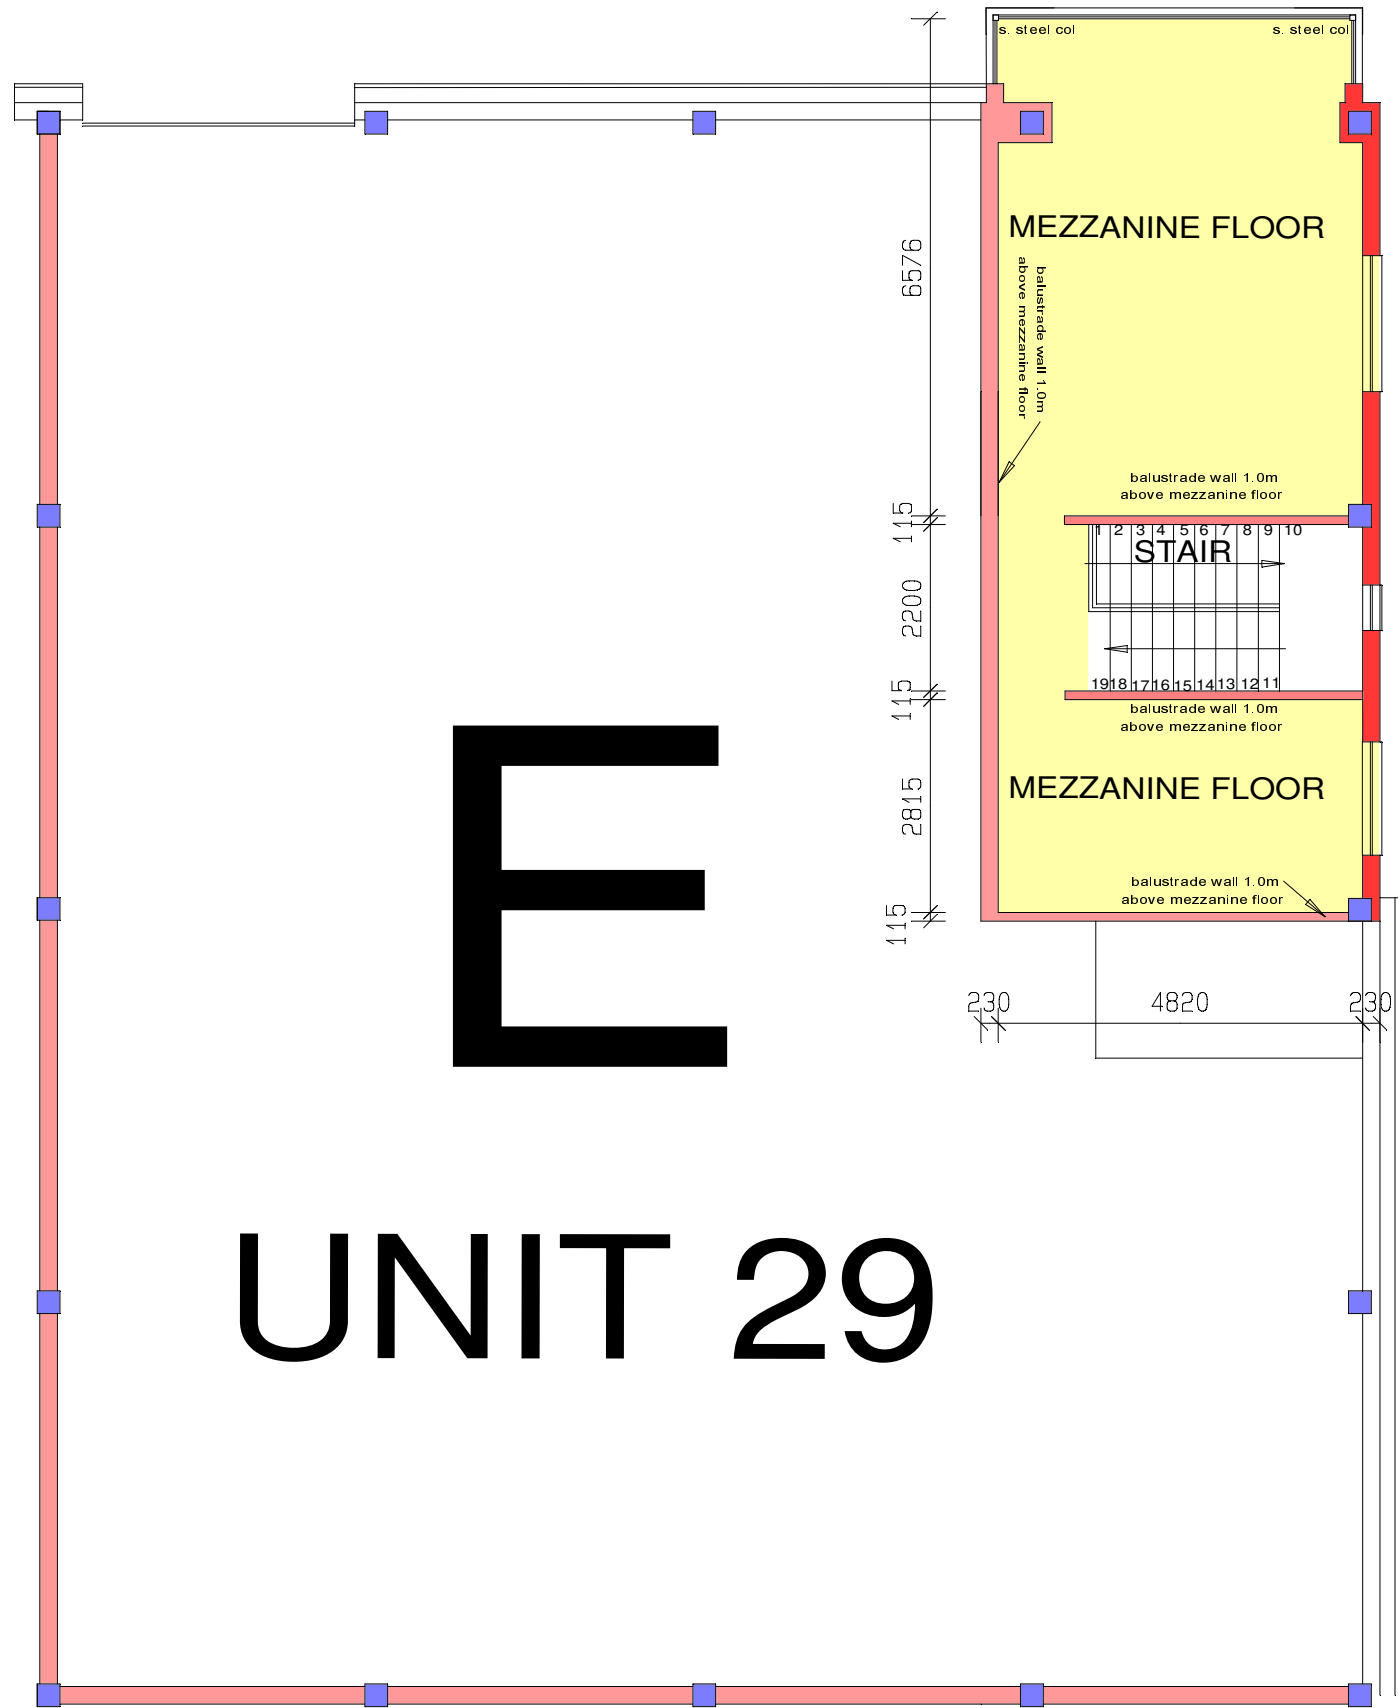 s. steel col
s. steel col
MEZZANINE FLOOR
6576
balustrade wall 1.0m
above mezzanine floor
balustrade wall 1.0m
above mezzanine floor
115
1 2 3 4 5 6 7 8 9 10
STAIR
2200
19 18 17 16 15 14 13 12 11
115
balustrade wall 1.0m
above mezzanine floor
MEZZANINE FLOOR
2815
balustrade wall 1.0m
above mezzanine floor
115
230 4820 230
E
UNIT 29